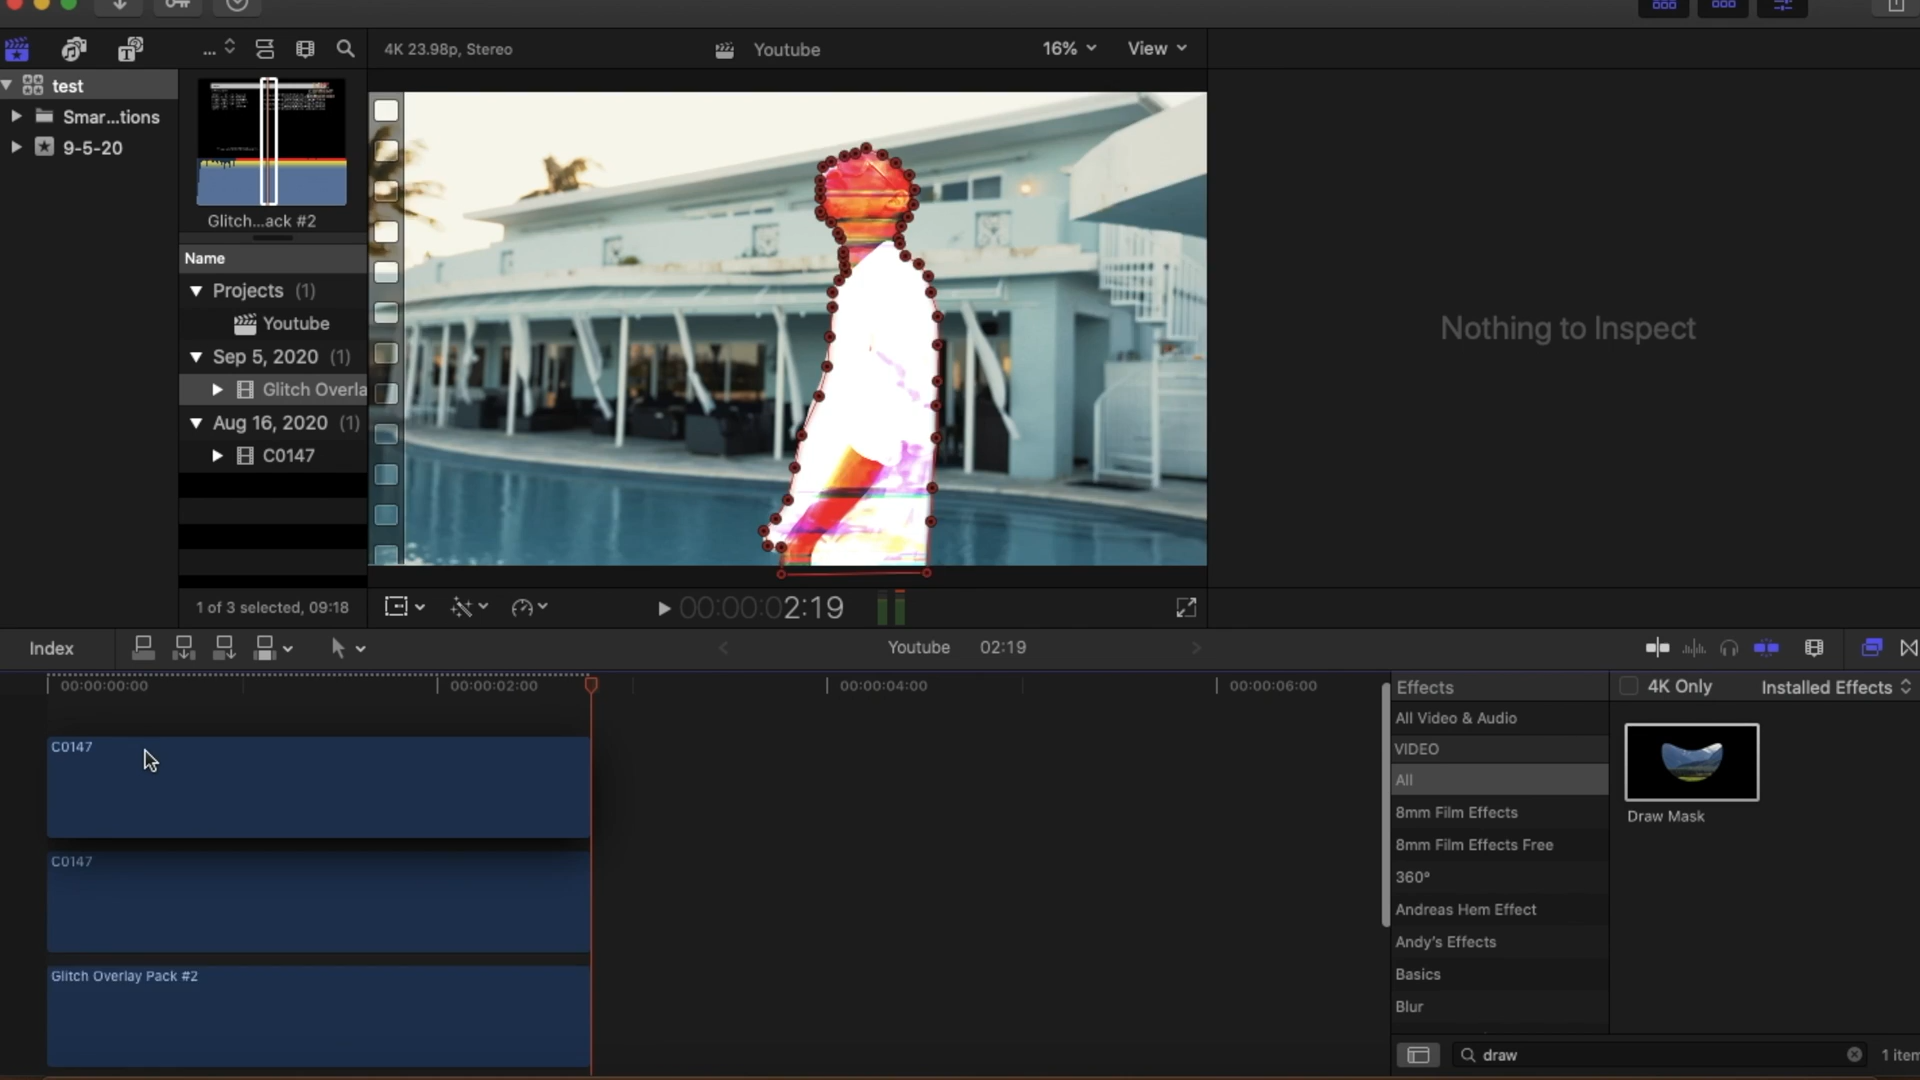 ...
4K 23.98p, Stereo
Youtube
16%
View
test
Smar...tions
9-5-20
Glitch...ack #2
Name
Projects (1)
Youtube
Sep 5, 2020 (1)
Glitch Overla
Aug 16, 2020 (1)
C0147
1 of 3 selected, 09:18
00:00:02:19
Nothing to Inspect
Index
Youtube 02:19
00:00:00:00
00:00:02:00
00:00:04:00
00:00:06:00
C0147
C0147
Glitch Overlay Pack #2
Effects
4K Only
Installed Effects
All Video & Audio
VIDEO
All
8mm Film Effects
8mm Film Effects Free
360°
Andreas Hem Effect
Andy's Effects
Basics
Blur
Draw Mask
draw
1 item